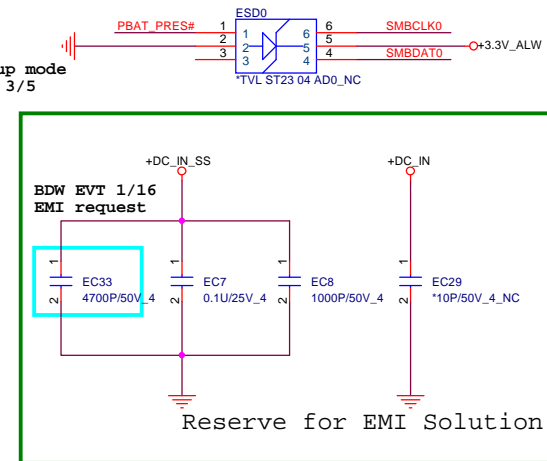 ESD0
PBAT_PRES# 1 1 6 6 SMBCLK0
2 2 5 5 +3.3V_ALW
3 3 4 4 SMBDAT0
*TVL ST23 04 AD0_NC
up mode
3/5
+DC_IN_SS +DC_IN
BDW EVT 1/16
EMI request
1 1 1 1
EC33 EC7 EC8 EC29
4700P/50V_4 0.1U/25V_4 1000P/50V_4 *10P/50V_4_NC
2 2 2 2
Reserve for EMI Solution